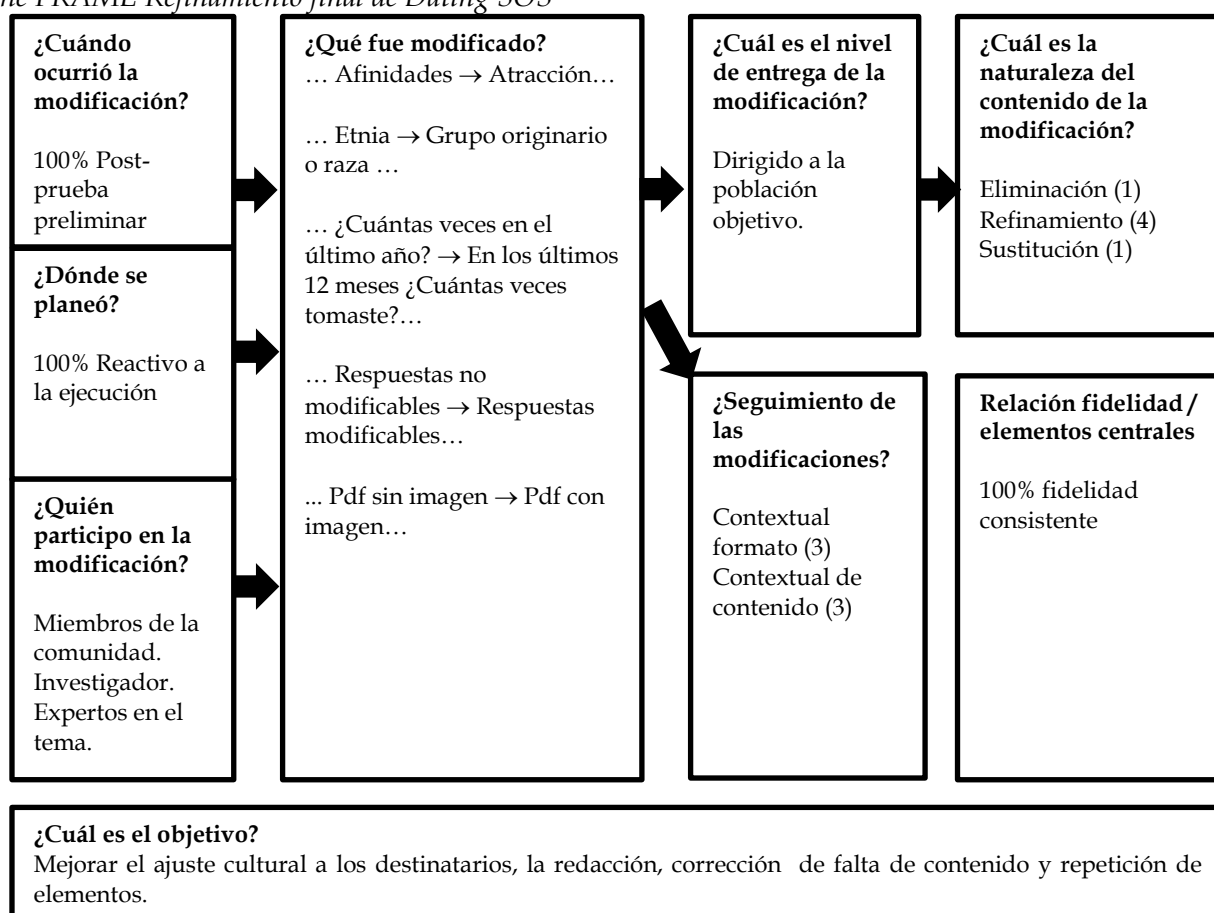 FRAME Refinamiento final de Dating SOS
¿Cuándo
ocurrió la
modificación?
100% Post-
prueba
preliminar
¿Dónde se
planeó?
100% Reactivo a
la ejecución
¿Quién
participo en la
modificación?
Miembros de la
comunidad.
Investigador.
Expertos en el
tema.
¿Qué fue modificado?
… Afinidades → Atracción…
… Etnia → Grupo originario
o raza …
… ¿Cuántas veces en el
último año? → En los últimos
12 meses ¿Cuántas veces
tomaste?…
… Respuestas no
modificables → Respuestas
modificables…
... Pdf sin imagen → Pdf con
imagen…
¿Cuál es el nivel
de entrega de la
modificación?
Dirigido a la
población
objetivo.
¿Cuál es la
naturaleza del
contenido de la
modificación?
Eliminación (1)
Refinamiento (4)
Sustitución (1)
¿Seguimiento de
las
modificaciones?
Contextual
formato (3)
Contextual de
contenido (3)
Relación fidelidad /
elementos centrales
100% fidelidad
consistente
¿Cuál es el objetivo?
Mejorar el ajuste cultural a los destinatarios, la redacción, corrección de falta de contenido y repetición de
elementos.